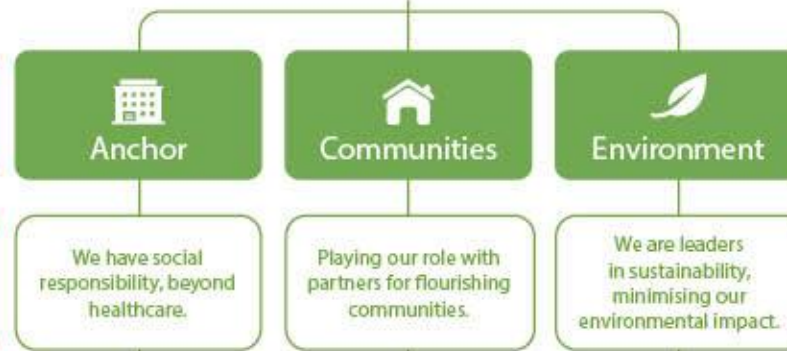 Anchor
Communities
Environment
We have social
responsibility, beyond
healthcare.
Playing our role with
partners for flourishing
communities.
We are leaders
in sustainability,
minimising our
environmental impact.